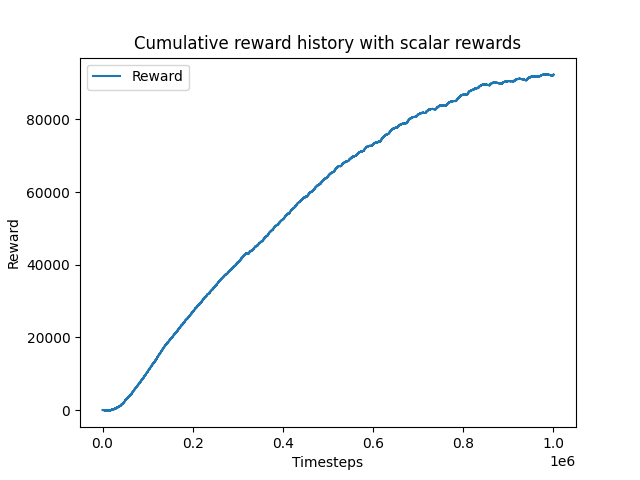 Cumulative reward history with scalar rewards
Reward
Reward
80000
60000
40000
20000
0
0.0 0.2 0.4 0.6 0.8 1.0
1e6
Timesteps